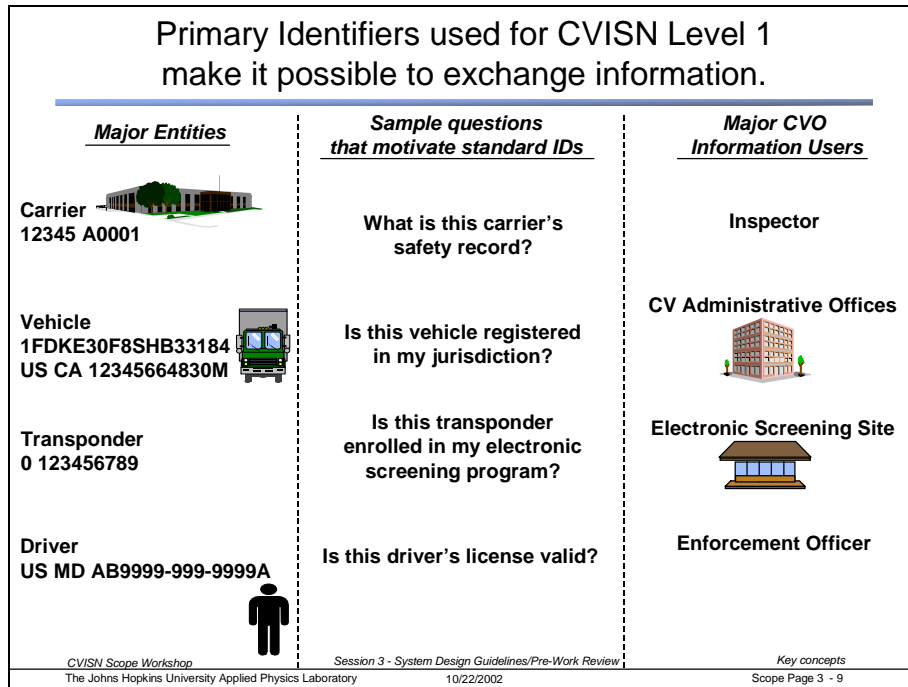 Primary Identifiers used for CVISN Level 1
make it possible to exchange information.
Major Entities
Carrier
12345 A0001
Vehicle
1FDKE30F8SHB33184
US CA 12345664830M
Transponder
0 123456789
Driver
US MD AB9999-999-9999A
Sample questions
that motivate standard IDs
What is this carrier's
safety record?
Is this vehicle registered
in my jurisdiction?
Is this transponder
enrolled in my electronic
screening program?
Is this driver's license valid?
Major CVO
Information Users
Inspector
CV Administrative Offices
Electronic Screening Site
Enforcement Officer
CVISN Scope Workshop
Session 3 - System Design Guidelines/Pre-Work Review
Key concepts
The Johns Hopkins University Applied Physics Laboratory
10/22/2002
Scope Page 3 - 9